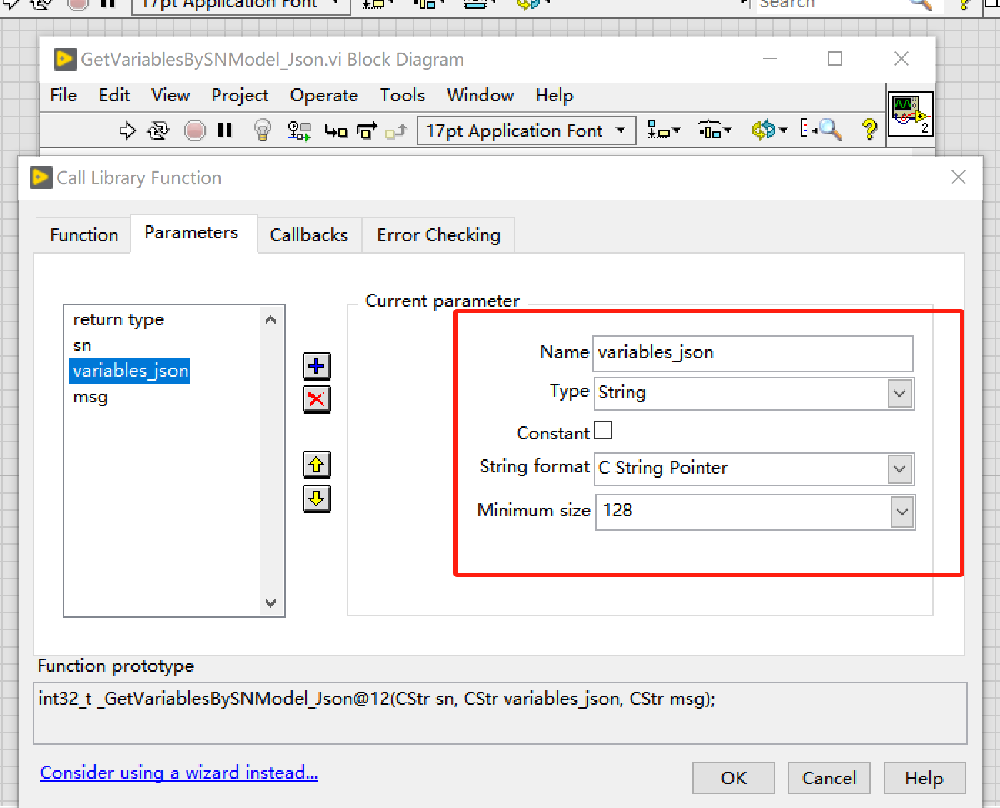 17pt Application Font
Search
GetVariablesBySNModel_Json.vi Block Diagram
File Edit View Project Operate Tools Window Help
17pt Application Font
2
Call Library Function
Function Parameters Callbacks Error Checking
Current parameter
return type
sn
variables_json
msg
Name variables_json
Type String
Constant
String format C String Pointer
Minimum size 128
Function prototype
int32_t _GetVariablesBySNModel_Json@12(CStr sn, CStr variables_json, CStr msg);
Consider using a wizard instead...
OK Cancel Help